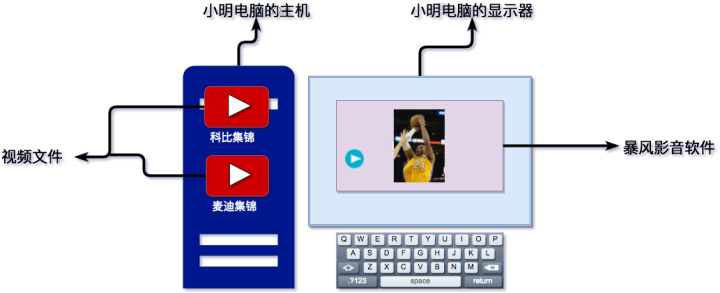 小明电脑的主机
小明电脑的显示器
科比集锦
视频文件
暴风影音软件
24
麦迪集锦
Q W E R T Y U I O P
A S D F G H J K L
Z X C V B N M
.?123 space return